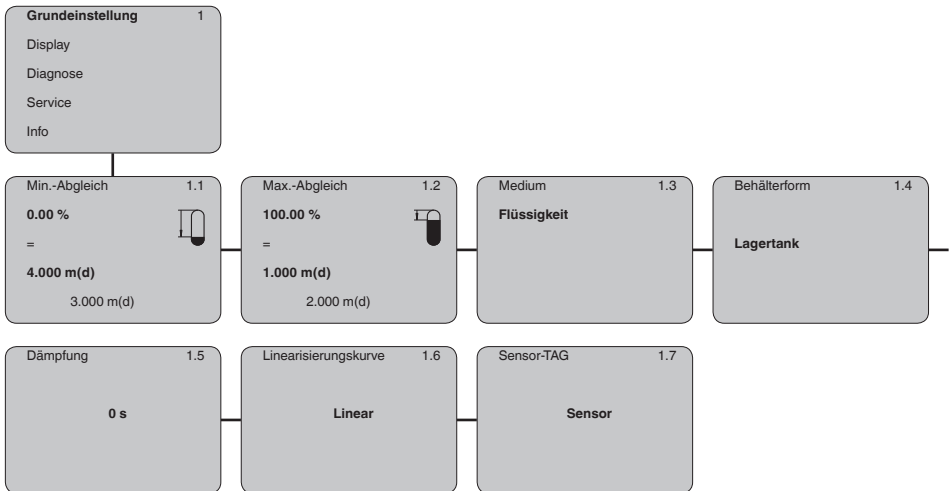 Grundeinstellung 1
Display
Diagnose
Service
Info
Min.-Abgleich 1.1
0.00 %
=
4.000 m(d)
3.000 m(d)
Max.-Abgleich 1.2
100.00 %
=
1.000 m(d)
2.000 m(d)
Medium 1.3
Flüssigkeit
Behälterform 1.4
Lagertank
Dämpfung 1.5
0 s
Linearisierungskurve 1.6
Linear
Sensor-TAG 1.7
Sensor